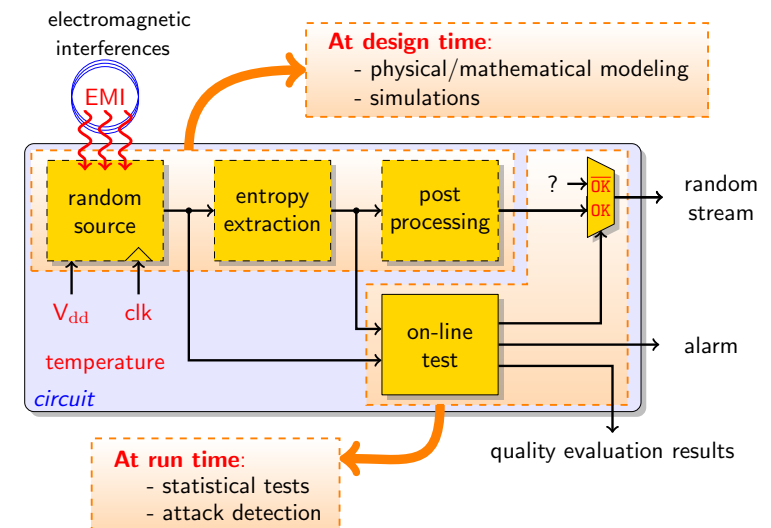 electromagnetic
interferences
EMI
At design time:
- physical/mathematical modeling
- simulations
random
source
entropy
extraction
post
processing
?
OK
OK
random
stream
Vdd
clk
temperature
on-line
test
alarm
circuit
quality evaluation results
At run time:
- statistical tests
- attack detection